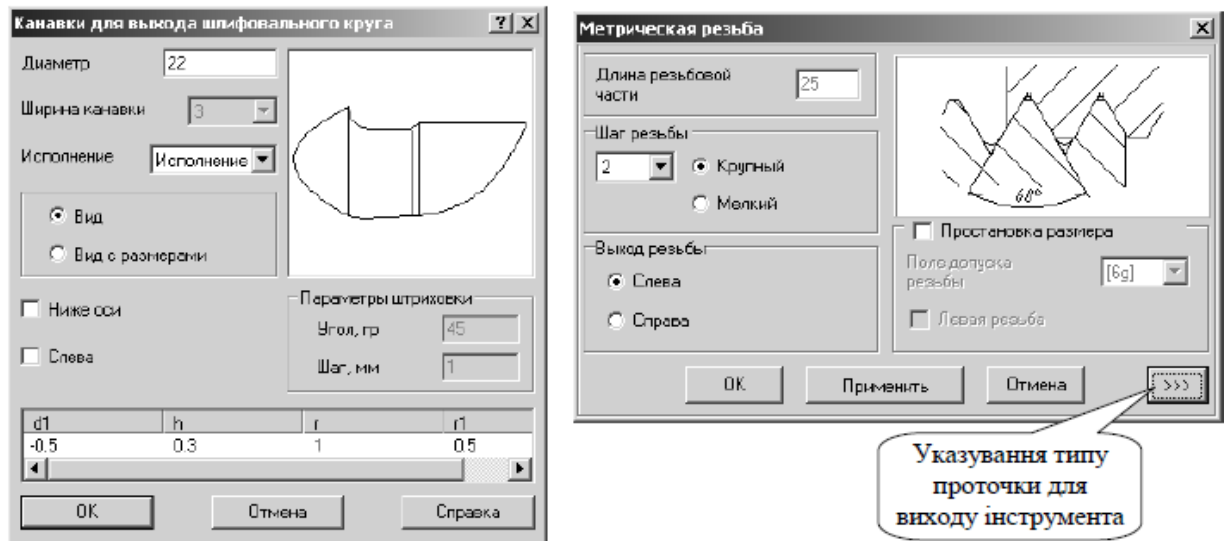 Канавки для выхода шлифовального круга
Диаметр
22
Ширина канавки
3
Исполнение
Исполнение
Вид
Вид с размерами
Ниже оси
Слева
Параметры штриховки
Угол, гр
45
Шаг, мм
1
d1 h r r1
-0.5 0.3 1 0.5
ОК Отмена Справка
Метрическая резьба
Длина резьбовой
части
25
Шаг резьбы
2
Крупный
Мелкий
Выход резьбы
Слева
Справа
60°
Простановка размера
Поле допуска
резьбы
[6g]
Левая резьба
ОК Применить Отмена >>>
Указування типу
проточки для
виходу інструмента